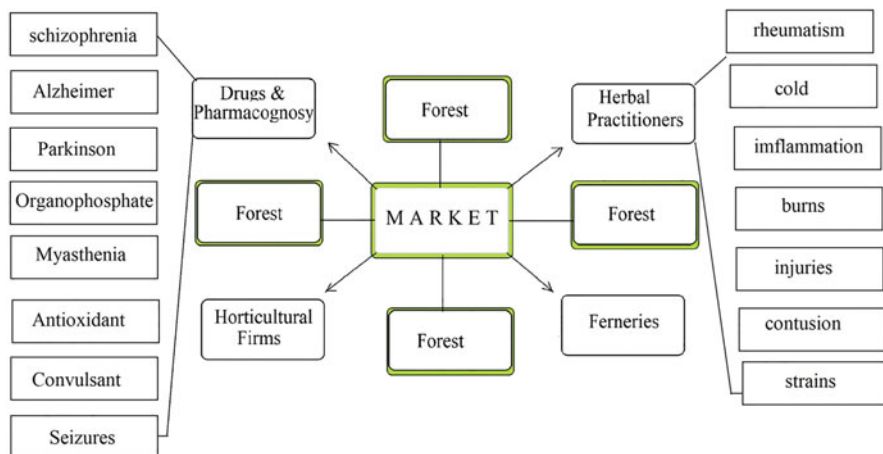 schizophrenia
Alzheimer
Parkinson
Organophosphate
Myasthenia
Antioxidant
Convulsant
Seizures
Drugs &
Pharmacognosy
Forest
Horticultural
Firms
Forest
M A R K E T
Forest
Herbal
Practitioners
Forest
Ferneries
rheumatism
cold
imflammation
burns
injuries
contusion
strains